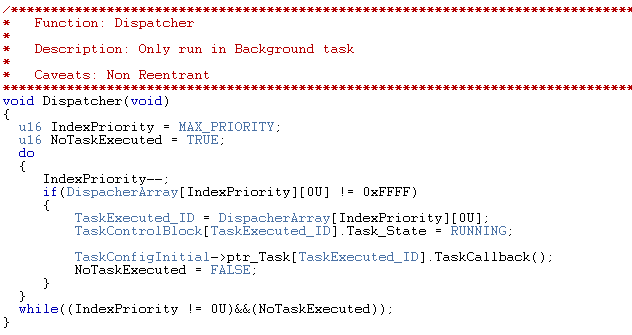 /******************************************************************************
*   Function: Dispatcher
*
*   Description: Only run in Background task
*
*   Caveats: Non Reentrant
*******************************************************************************
void Dispatcher(void)
{
  u16 IndexPriority = MAX_PRIORITY;
  u16 NoTaskExecuted = TRUE;
  do
  {
     IndexPriority--;
     if(DispacherArray[IndexPriority][0U] != 0xFFFF)
     {
         TaskExecuted_ID = DispacherArray[IndexPriority][0U];
         TaskControlBlock[TaskExecuted_ID].Task_State = RUNNING;

         TaskConfigInitial->ptr_Task[TaskExecuted_ID].TaskCallback();
         NoTaskExecuted = FALSE;
     }
  }
  while((IndexPriority != 0U)&&(NoTaskExecuted));
}